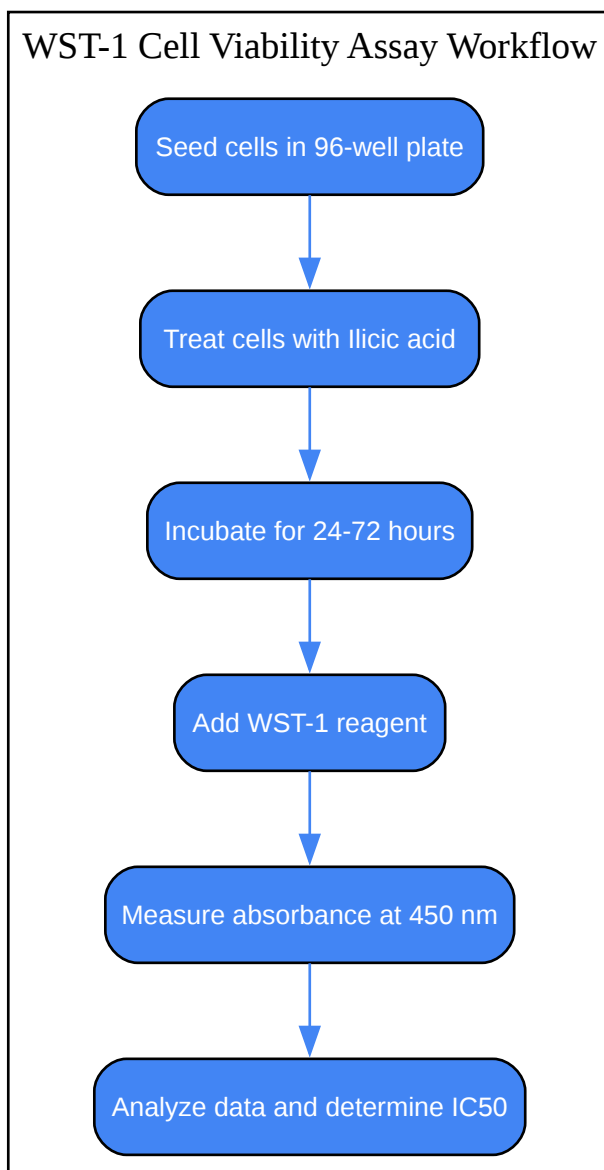 WST-1 Cell Viability Assay Workflow
Seed cells in 96-well plate
Treat cells with Ilicic acid
Incubate for 24-72 hours
Add WST-1 reagent
Measure absorbance at 450 nm
Analyze data and determine IC50